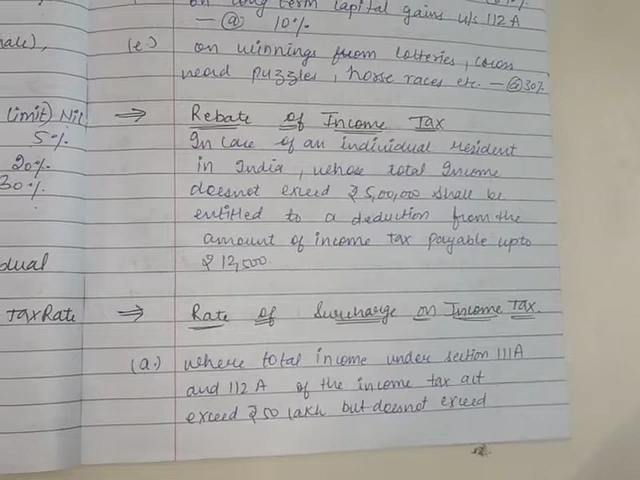 on long term capital gains u/s 112A
— @ 10%
(e) on winnings from lotteries, cross
word puzzles, horse races etc. — @ 30%
⇒ Rebate of Income Tax
In case of an individual resident
in India, whose total Income
doesnot exceed ₹5,00,000 shall be
entitled to a deduction from the
amount of income tax payable upto
₹12,500
⇒ Rate of Surcharge on Income Tax.
(a.) where total income under section 111A
and 112A of the income tax act
exceed ₹50 lakh but doesnot exceed
limit) Nil
5%
20%
30%
dual
Tax Rate